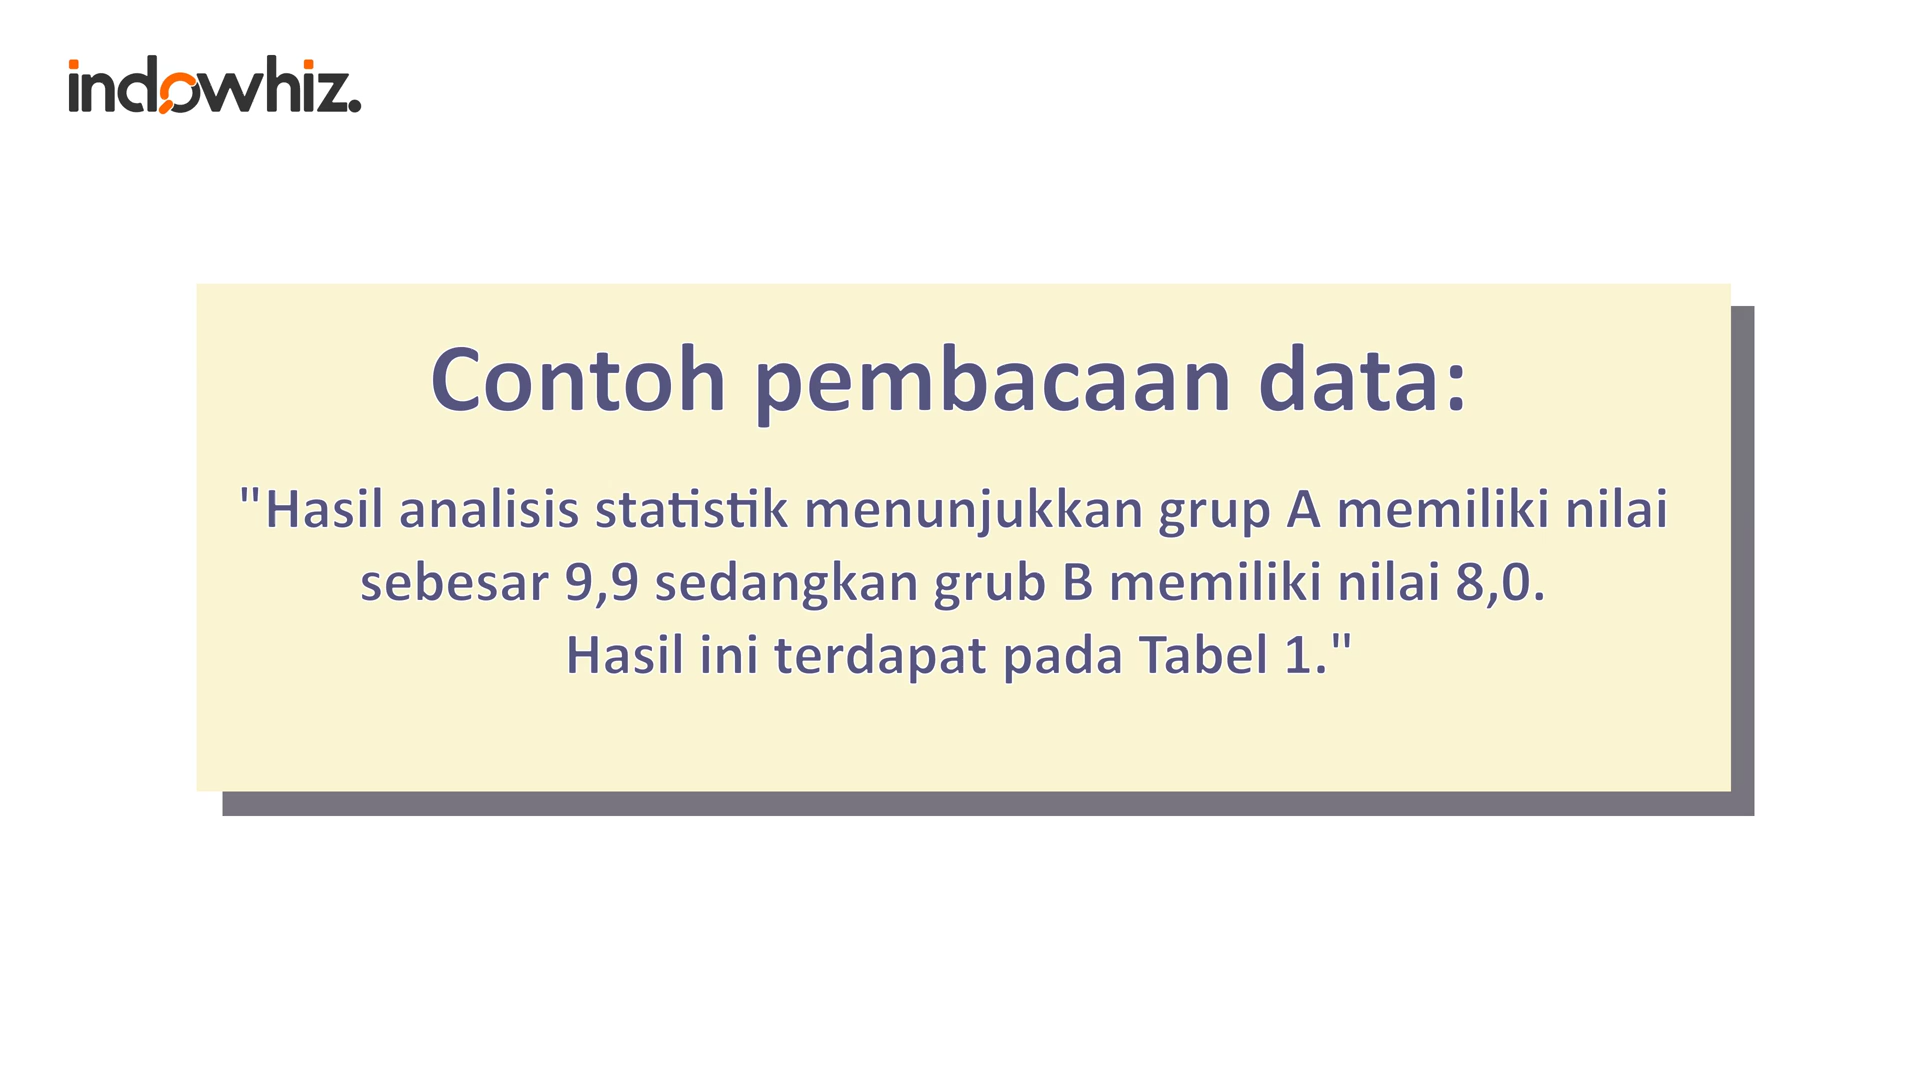 indowhiz.
Contoh pembacaan data:
"Hasil analisis statistik menunjukkan grup A memiliki nilai
sebesar 9,9 sedangkan grub B memiliki nilai 8,0.
Hasil ini terdapat pada Tabel 1."